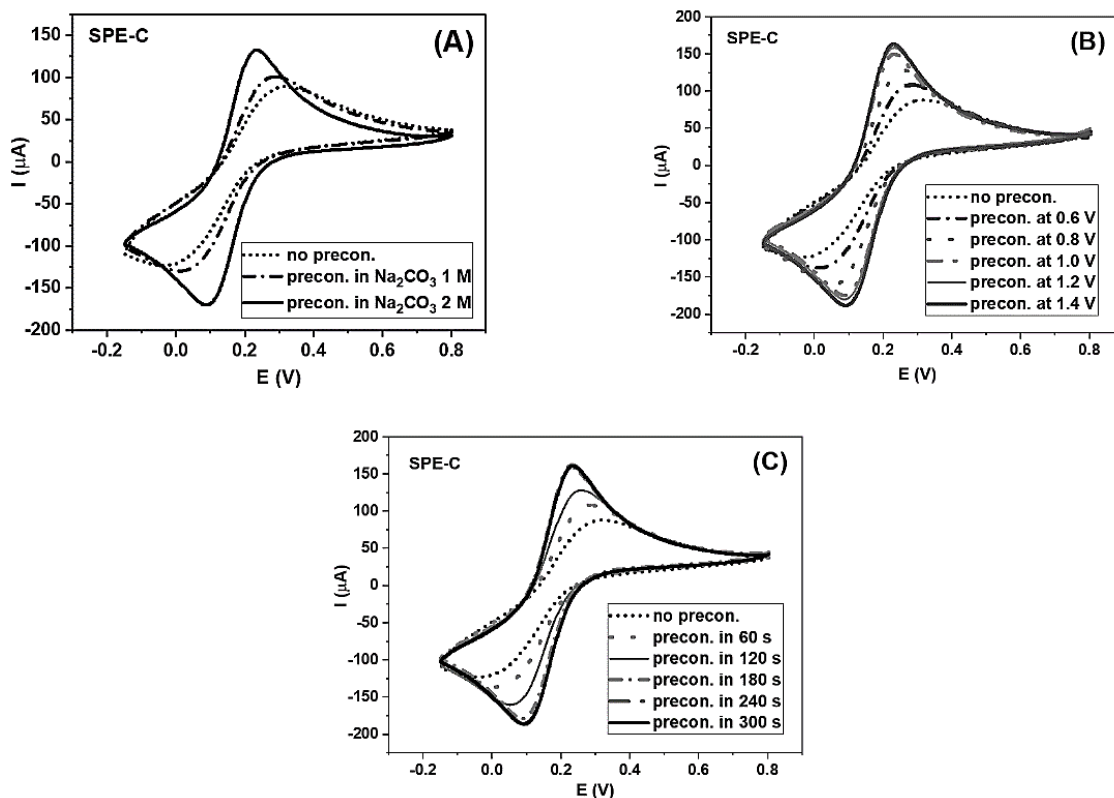 SPE-C
(A)
150
100
50
0
-50
-100
-150
-200
I (μA)
no precon.
precon. in Na₂CO₃ 1 M
precon. in Na₂CO₃ 2 M
-0.2 0.0 0.2 0.4 0.6 0.8
E (V)
SPE-C
(B)
200
150
100
50
0
-50
-100
-150
-200
I (μA)
no precon.
precon. at 0.6 V
precon. at 0.8 V
precon. at 1.0 V
precon. at 1.2 V
precon. at 1.4 V
-0.2 0.0 0.2 0.4 0.6 0.8
E (V)
SPE-C
(C)
200
150
100
50
0
-50
-100
-150
-200
I (μA)
no precon.
precon. in 60 s
precon. in 120 s
precon. in 180 s
precon. in 240 s
precon. in 300 s
-0.2 0.0 0.2 0.4 0.6 0.8
E (V)